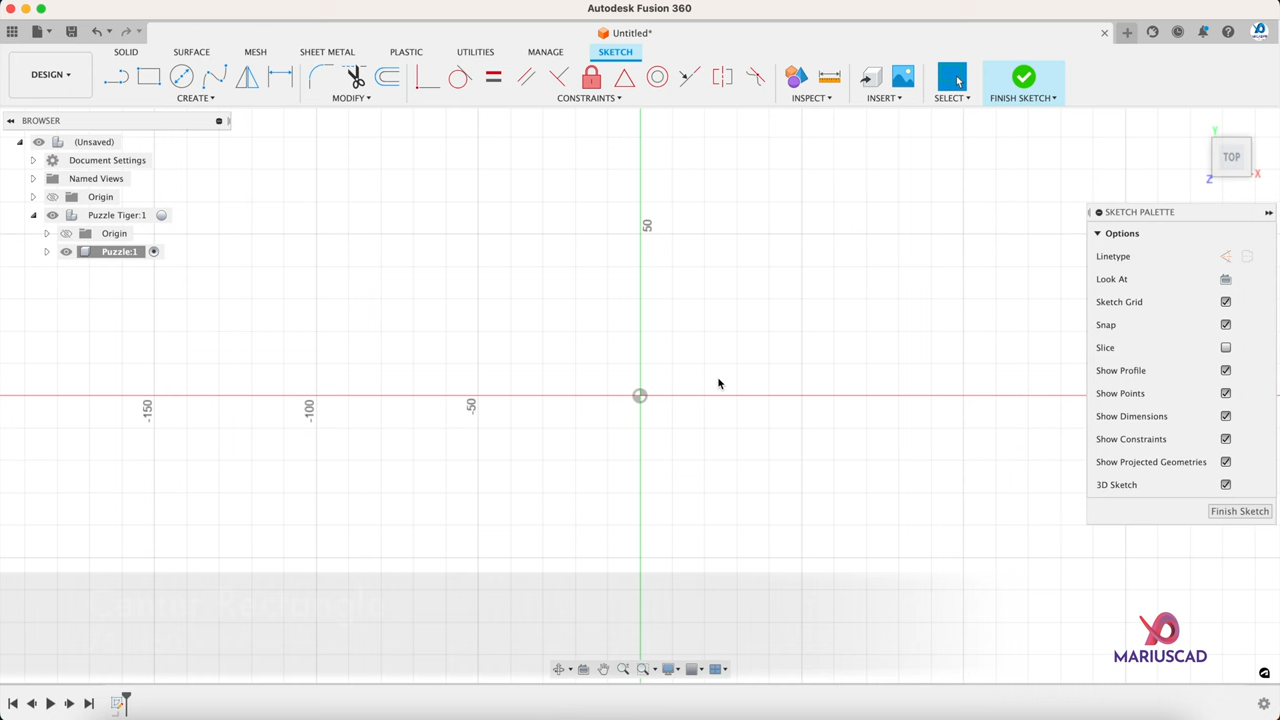 Autodesk Fusion 360
Untitled*
SOLID SURFACE MESH SHEET METAL PLASTIC UTILITIES MANAGE SKETCH
DESIGN
CREATE MODIFY CONSTRAINTS INSPECT INSERT SELECT FINISH SKETCH
BROWSER
(Unsaved)
Document Settings
Named Views
Origin
Puzzle Tiger:1
Origin
Puzzle:1
50
-150
-100
-50
Y
TOP
X
Z
SKETCH PALETTE
Options
Linetype
Look At
Sketch Grid
Snap
Slice
Show Profile
Show Points
Show Dimensions
Show Constraints
Show Projected Geometries
3D Sketch
Finish Sketch
Center Rectangle
MARIUSCAD